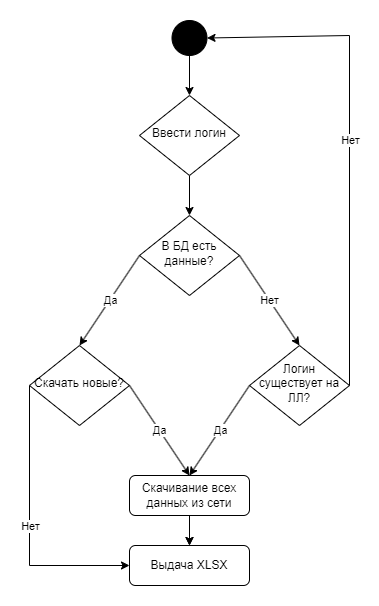 Нет
Ввести логин
В БД есть
данные?
Да
Нет
Скачать новые?
Логин
существует на
ЛЛ?
Да
Да
Скачивание всех
данных из сети
Нет
Выдача XLSX